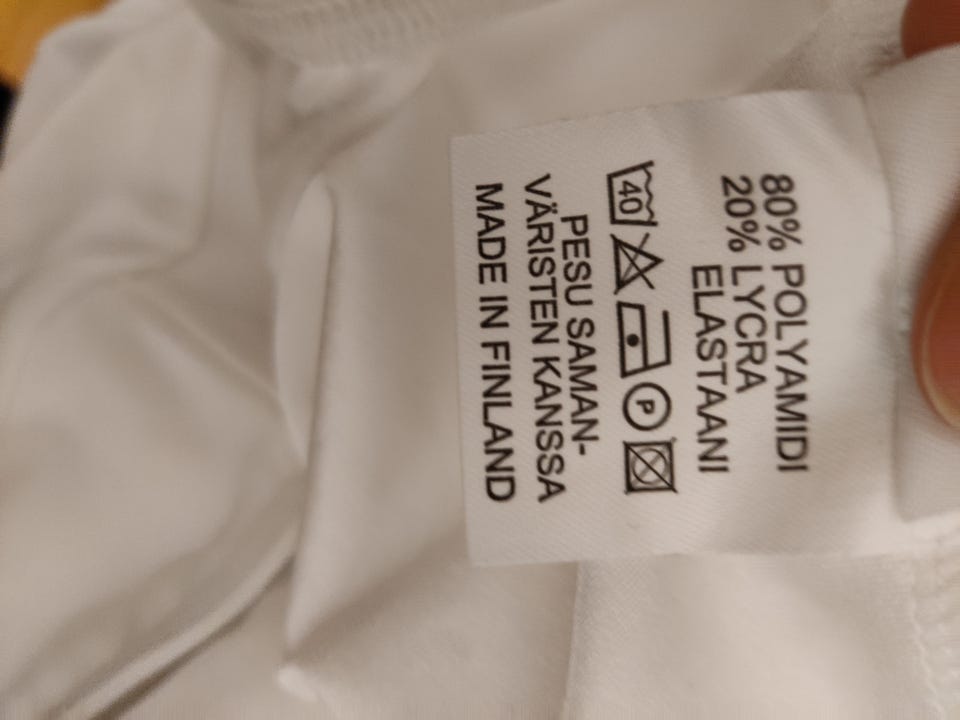 80% POLYAMIDI
20% LYCRA
ELASTAANI
40 P
PESU SAMAN-
VÄRISTEN KANSSA
MADE IN FINLAND